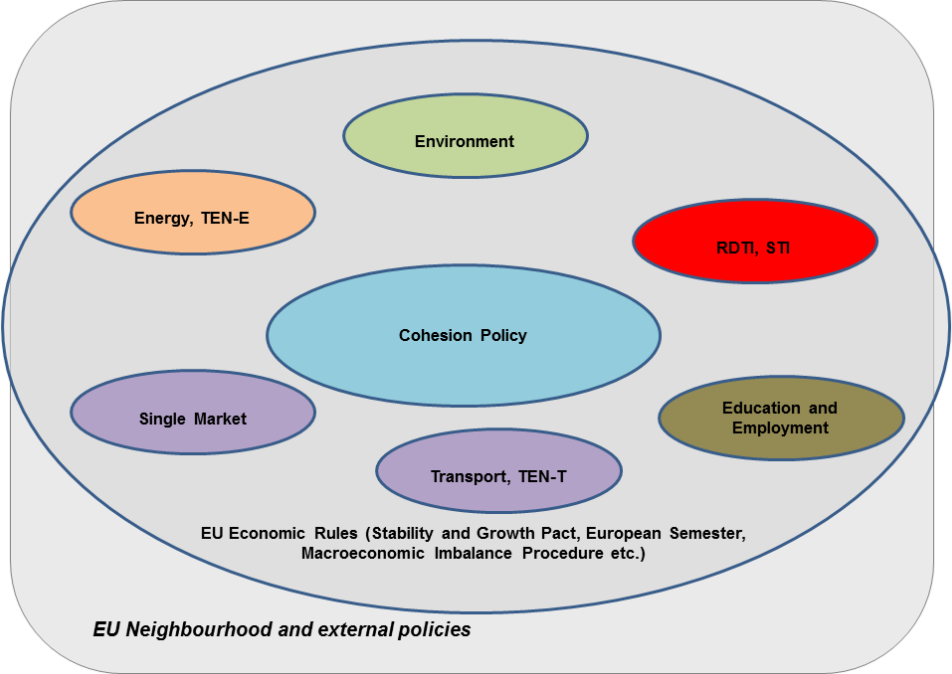 Environment
Energy, TEN-E
RDTI, STI
Cohesion Policy
Single Market
Education and
Employment
Transport, TEN-T
EU Economic Rules (Stability and Growth Pact, European Semester,
Macroeconomic Imbalance Procedure etc.)
EU Neighbourhood and external policies